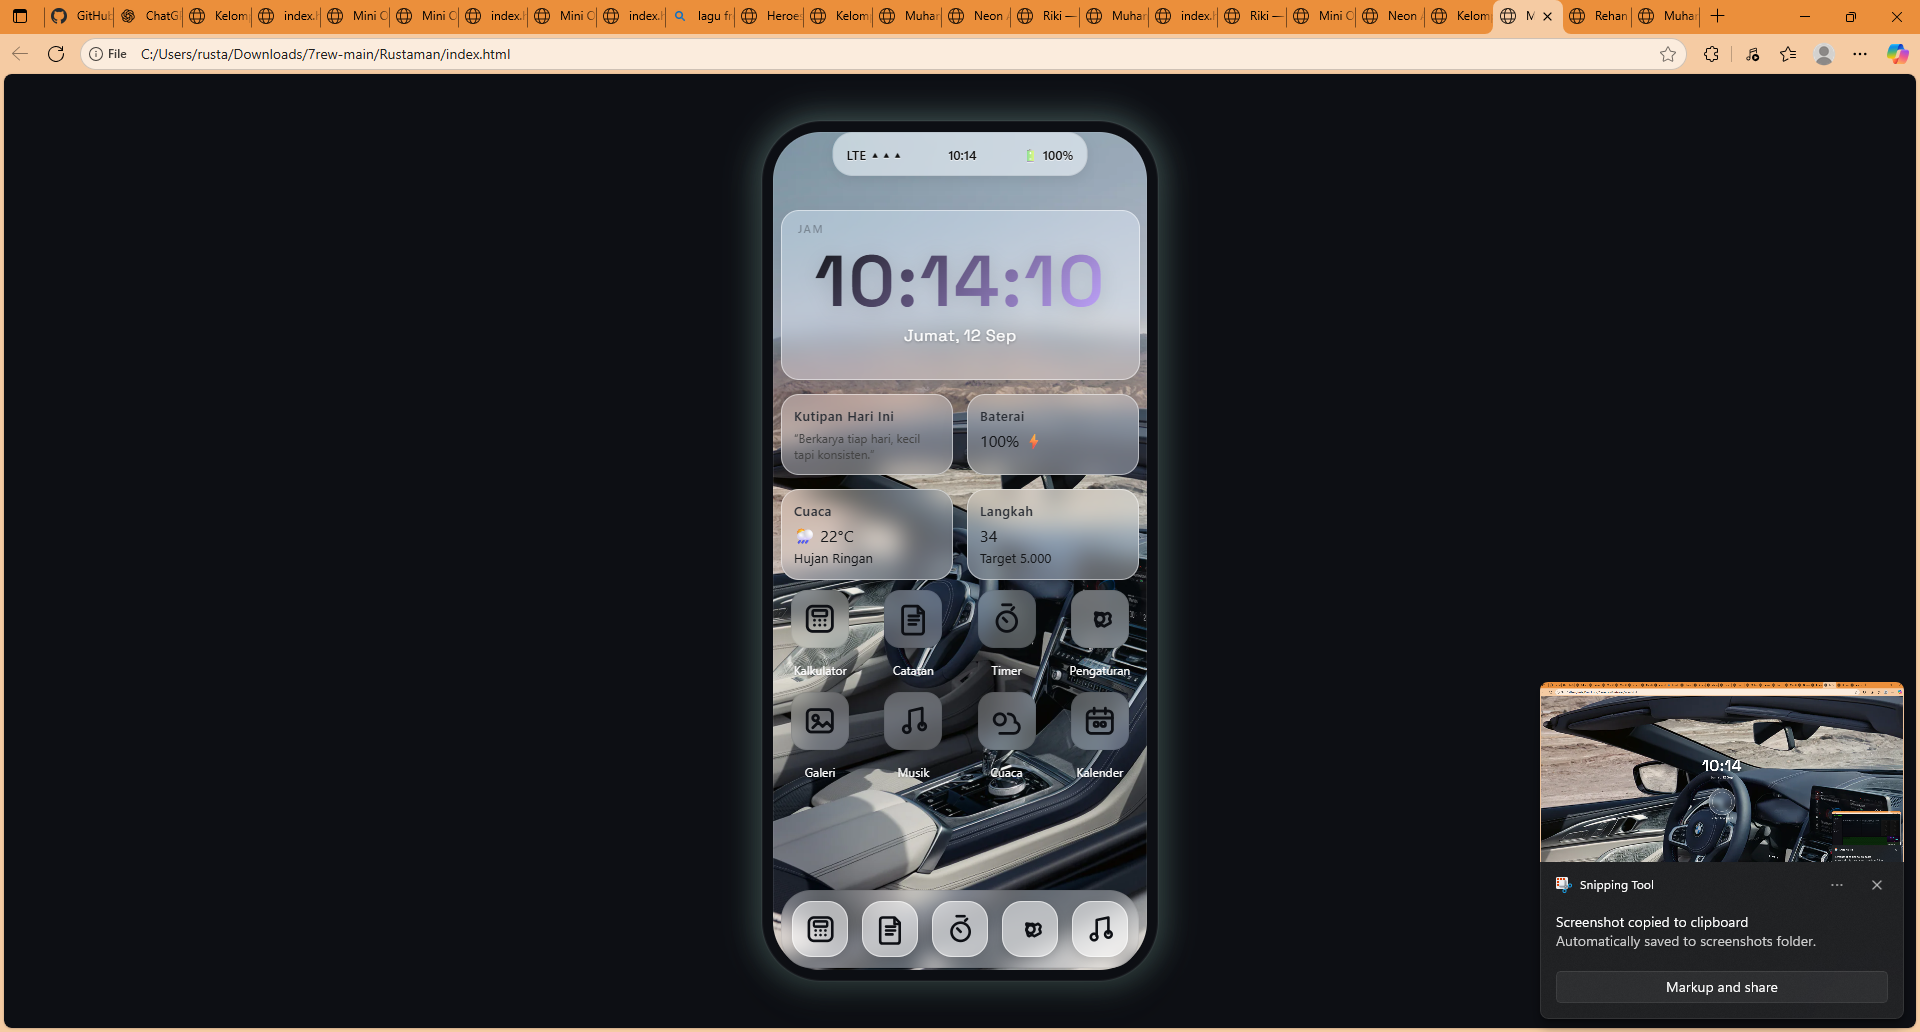 GitHub
ChatG
Kelom
index.h
Mini C
Mini C
index.h
Mini C
index.h
lagu fr
Heroe
Kelom
Muhar
Neon
Riki —
Muhar
index.h
Riki —
Mini C
Neon
Kelom
M
Rehan
Muhar
File
C:/Users/rusta/Downloads/7rew-main/Rustaman/index.html
LTE ▲ ▲ ▲
10:14
100%
JAM
10:14:10
Jumat, 12 Sep
Kutipan Hari Ini
"Berkarya tiap hari, kecil
tapi konsisten."
Baterai
100%
Cuaca
22°C
Hujan Ringan
Langkah
34
Target 5.000
Kalkulator
Catatan
Timer
Pengaturan
Galeri
Musik
Cuaca
Kalender
10:14
Snipping Tool
Screenshot copied to clipboard
Automatically saved to screenshots folder.
Markup and share